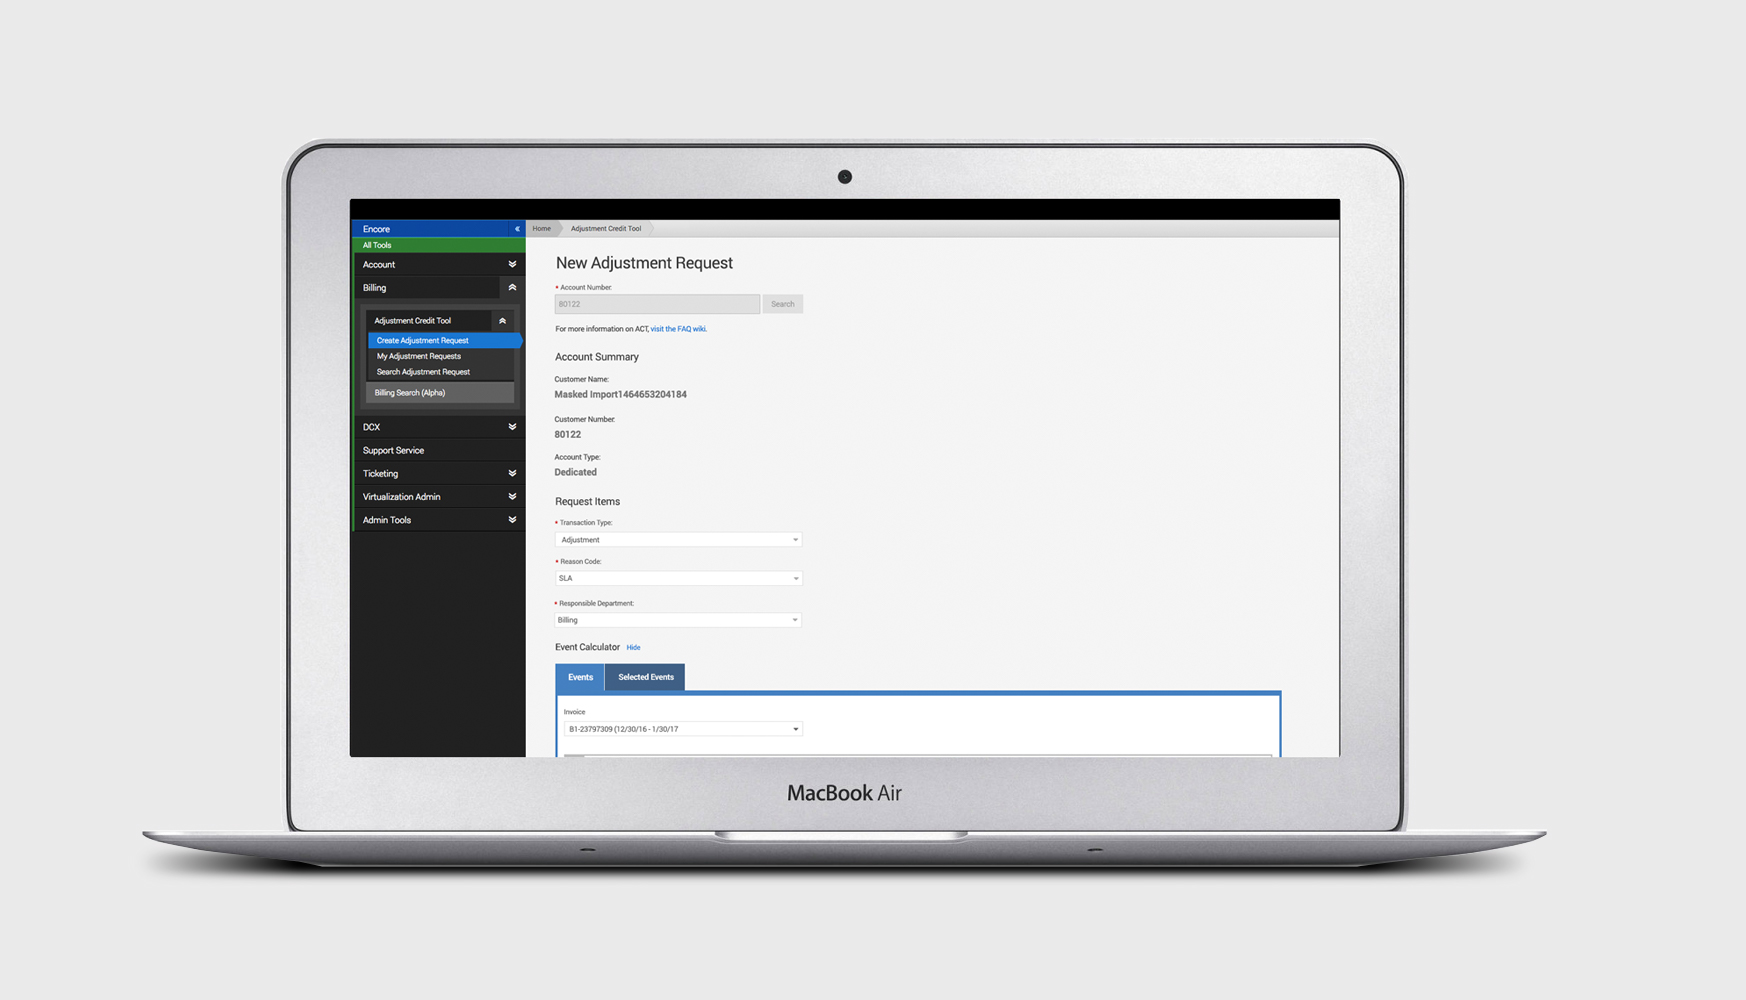 Encore
«
All Tools
Account
Billing
Adjustment Credit Tool
Create Adjustment Request
My Adjustment Requests
Search Adjustment Request
Billing Search (Alpha)
DCX
Support Service
Ticketing
Virtualization Admin
Admin Tools
Home
Adjustment Credit Tool
New Adjustment Request
* Account Number:
80122
Search
For more information on ACT, visit the FAQ wiki.
Account Summary
Customer Name:
Masked Import1464653204184
Customer Number:
80122
Account Type:
Dedicated
Request Items
* Transaction Type:
Adjustment
* Reason Code:
SLA
* Responsible Department:
Billing
Event Calculator Hide
Events
Selected Events
Invoice
B1-23797309 (12/30/16 - 1/30/17
MacBook Air